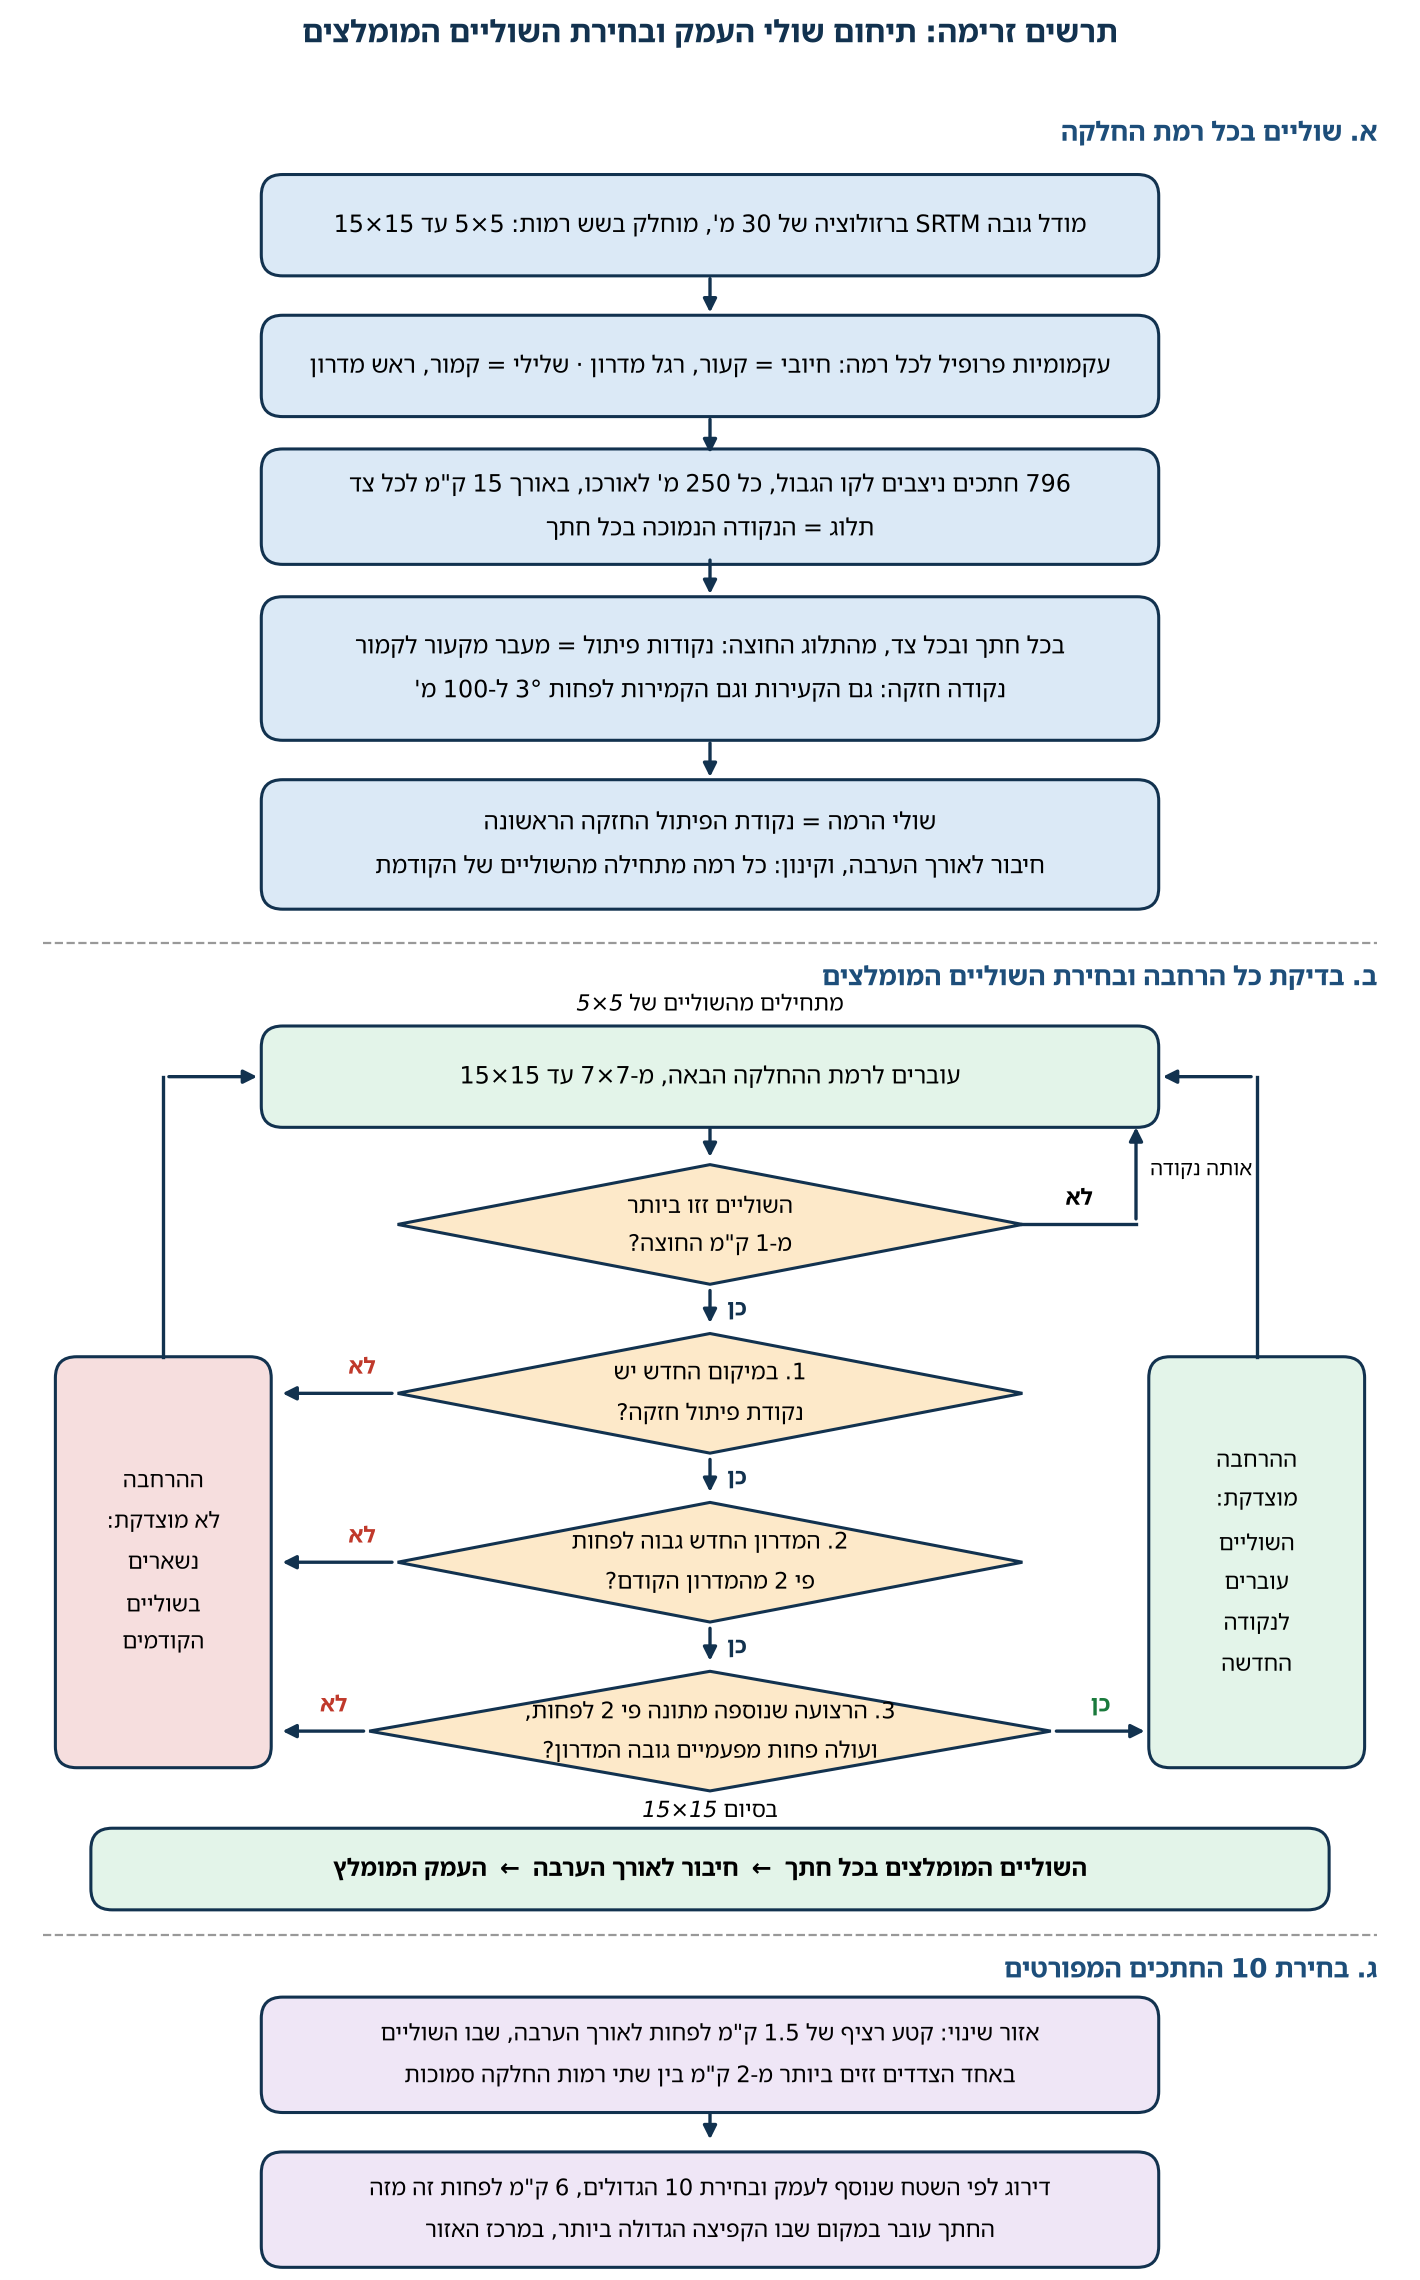 תרשים זרימה: תיחום שולי העמק ובחירת השוליים המומלצים
א. שוליים בכל רמת החלקה
מודל גובה SRTM ברזולוציה של 30 מ', מוחלק בשש רמות: 5×5 עד 15×15
עקמומיות פרופיל לכל רמה: חיובי = קעור, רגל מדרון · שלילי = קמור, ראש מדרון
796 חתכים ניצבים לקו הגבול, כל 250 מ' לאורכו, באורך 15 ק"מ לכל צד
תלוג = הנקודה הנמוכה בכל חתך
בכל חתך ובכל צד, מהתלוג החוצה: נקודות פיתול = מעבר מקעור לקמור
נקודה חזקה: גם הקעירות וגם הקמירות לפחות 3° ל-100 מ'
שולי הרמה = נקודת הפיתול החזקה הראשונה
חיבור לאורך הערבה, וקינון: כל רמה מתחילה מהשוליים של הקודמת
ב. בדיקת כל הרחבה ובחירת השוליים המומלצים
מתחילים מהשוליים של 5×5
עוברים לרמת ההחלקה הבאה, מ-7×7 עד 15×15
השוליים זזו ביותר
מ-1 ק"מ החוצה?
לא
אותה נקודה
כן
1. במיקום החדש יש
נקודת פיתול חזקה?
לא
כן
2. המדרון החדש גבוה לפחות
פי 2 מהמדרון הקודם?
לא
כן
3. הרצועה שנוספה מתונה פי 2 לפחות,
ועולה פחות מפעמיים גובה המדרון?
לא
כן
ההרחבה
מוצדקת:
השוליים
עוברים
לנקודה
החדשה
ההרחבה
לא מוצדקת:
נשארים
בשוליים
הקודמים
בסיום 15×15
השוליים המומלצים בכל חתך ← חיבור לאורך הערבה ← העמק המומלץ
ג. בחירת 10 החתכים המפורטים
אזור שינוי: קטע רציף של 1.5 ק"מ לפחות לאורך הערבה, שבו השוליים
באחד הצדדים זזים ביותר מ-2 ק"מ בין שתי רמות החלקה סמוכות
דירוג לפי השטח שנוסף לעמק ובחירת 10 הגדולים, 6 ק"מ לפחות זה מזה
החתך עובר במקום שבו הקפיצה הגדולה ביותר, במרכז האזור